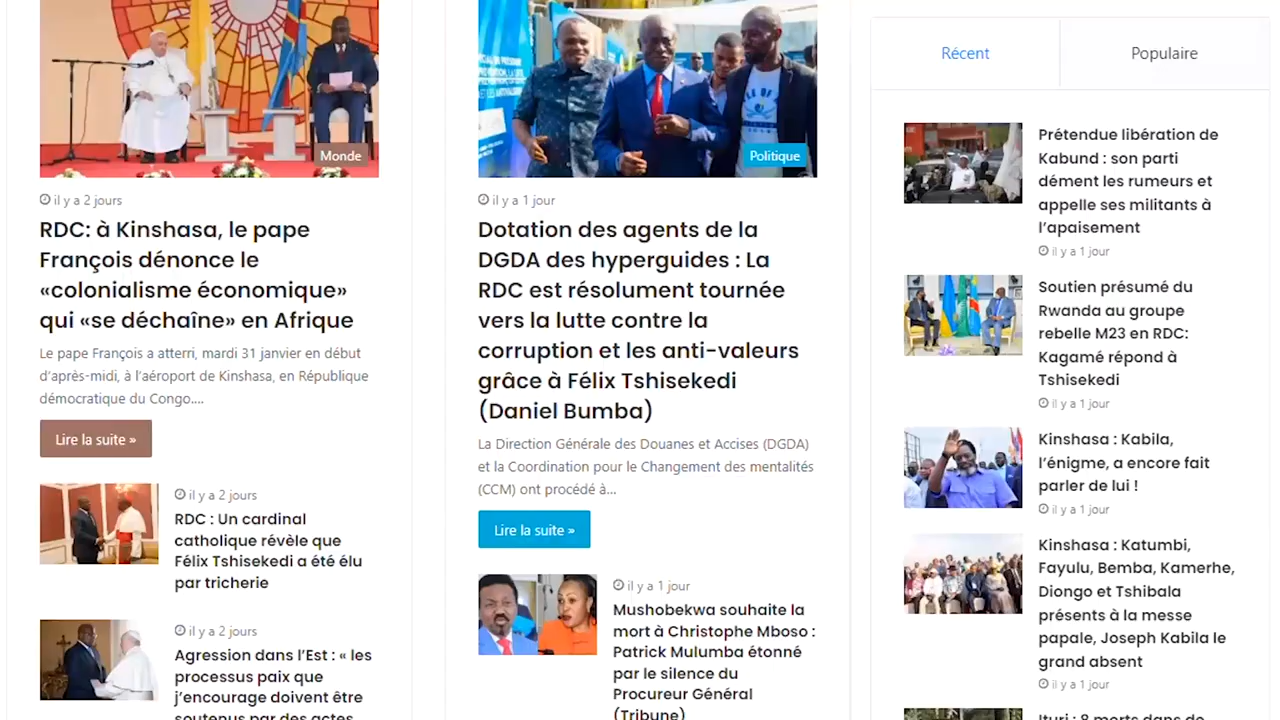 Monde
il y a 2 jours
RDC: à Kinshasa, le pape
François dénonce le
«colonialisme économique»
qui «se déchaîne» en Afrique
Le pape François a atterri, mardi 31 janvier en début
d'après-midi, à l'aéroport de Kinshasa, en République
démocratique du Congo....
Lire la suite »
il y a 2 jours
RDC : Un cardinal
catholique révèle que
Félix Tshisekedi a été élu
par tricherie
il y a 2 jours
Agression dans l'Est : « les
processus paix que
j'encourage doivent être
soutenus par des actes
Politique
il y a 1 jour
Dotation des agents de la
DGDA des hyperguides : La
RDC est résolument tournée
vers la lutte contre la
corruption et les anti-valeurs
grâce à Félix Tshisekedi
(Daniel Bumba)
La Direction Générale des Douanes et Accises (DGDA)
et la Coordination pour le Changement des mentalités
(CCM) ont procédé à...
Lire la suite »
il y a 1 jour
Mushobekwa souhaite la
mort à Christophe Mboso :
Patrick Mulumba étonné
par le silence du
Procureur Général
(Tribune)
Récent
Populaire
Prétendue libération de
Kabund : son parti
dément les rumeurs et
appelle ses militants à
l'apaisement
il y a 1 jour
Soutien présumé du
Rwanda au groupe
rebelle M23 en RDC:
Kagamé répond à
Tshisekedi
il y a 1 jour
Kinshasa : Kabila,
l'énigme, a encore fait
parler de lui !
il y a 1 jour
Kinshasa : Katumbi,
Fayulu, Bemba, Kamerhe,
Diongo et Tshibala
présents à la messe
papale, Joseph Kabila le
grand absent
il y a 1 jour
Ituri : 8 morts dans de